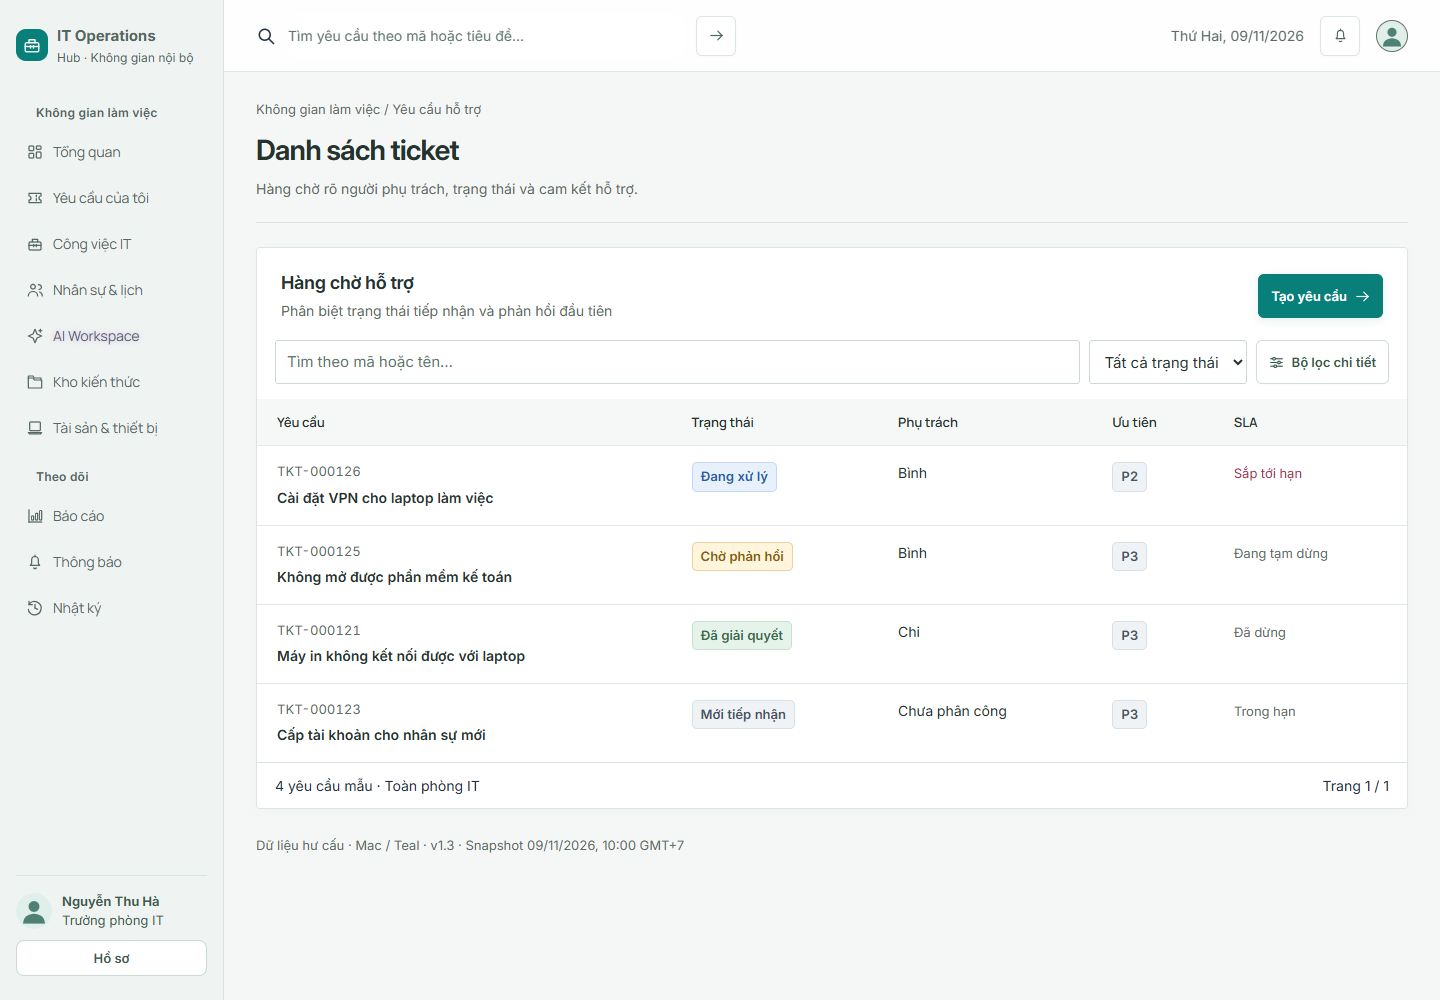 IT Operations
Hub · Không gian nội bộ
Không gian làm việc
Tổng quan
Yêu cầu của tôi
Công việc IT
Nhân sự & lịch
AI Workspace
Kho kiến thức
Tài sản & thiết bị
Theo dõi
Báo cáo
Thông báo
Nhật ký
Nguyễn Thu Hà
Trưởng phòng IT
Hồ sơ
Tìm yêu cầu theo mã hoặc tiêu đề...
Thứ Hai, 09/11/2026
Không gian làm việc / Yêu cầu hỗ trợ
Danh sách ticket
Hàng chờ rõ người phụ trách, trạng thái và cam kết hỗ trợ.
Hàng chờ hỗ trợ
Phân biệt trạng thái tiếp nhận và phản hồi đầu tiên
Tạo yêu cầu
Tìm theo mã hoặc tên...
Tất cả trạng thái
Bộ lọc chi tiết
Yêu cầu Trạng thái Phụ trách Ưu tiên SLA
TKT-000126
Cài đặt VPN cho laptop làm việc
Đang xử lý
Bình
P2
Sắp tới hạn
TKT-000125
Không mở được phần mềm kế toán
Chờ phản hồi
Bình
P3
Đang tạm dừng
TKT-000121
Máy in không kết nối được với laptop
Đã giải quyết
Chi
P3
Đã dừng
TKT-000123
Cấp tài khoản cho nhân sự mới
Mới tiếp nhận
Chưa phân công
P3
Trong hạn
4 yêu cầu mẫu · Toàn phòng IT
Trang 1 / 1
Dữ liệu hư cấu · Mac / Teal · v1.3 · Snapshot 09/11/2026, 10:00 GMT+7